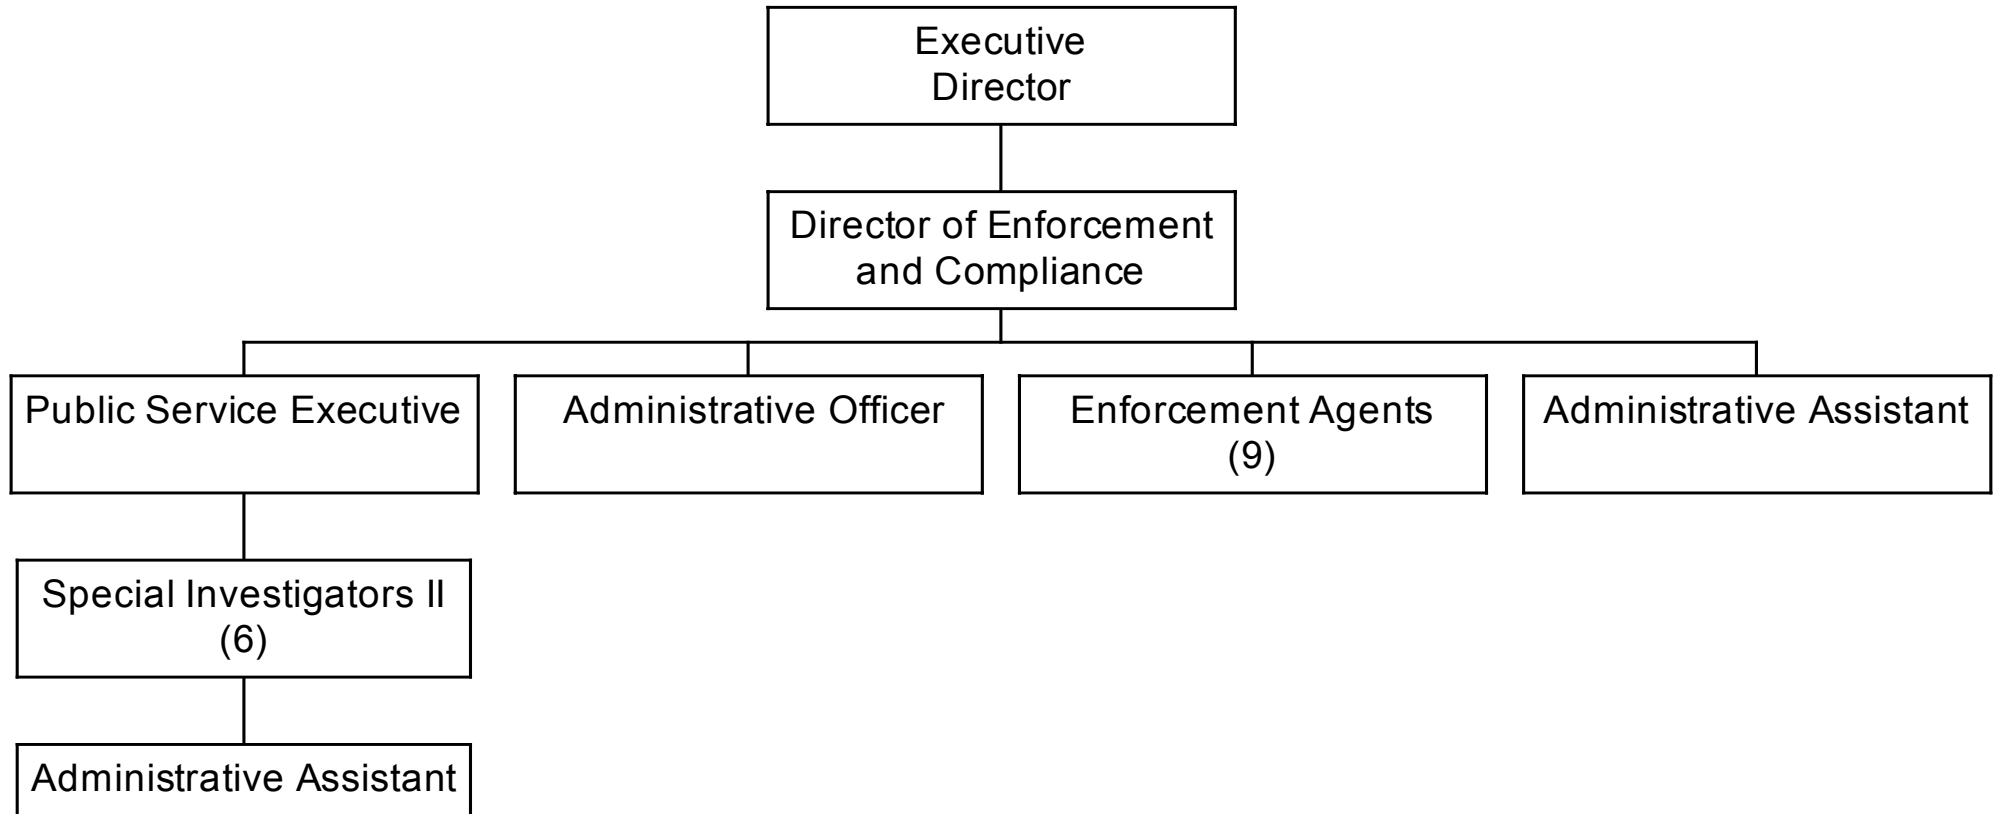 Executive
Director
Director of Enforcement
and Compliance
Public Service Executive
Administrative Officer
Enforcement Agents
(9)
Administrative Assistant
Special Investigators II
(6)
Administrative Assistant